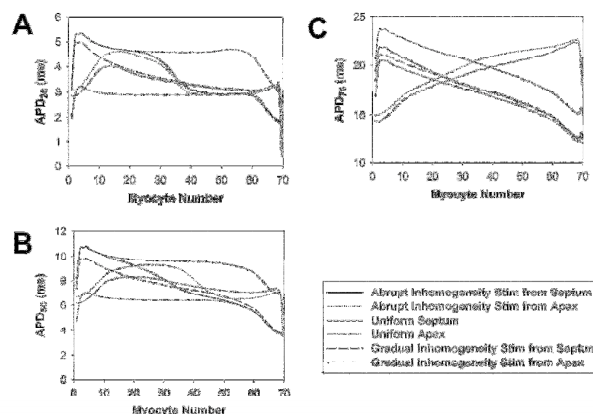 A
APD25 (ms)
6
5
4
3
2
1
0
0 10 20 30 40 50 60 70
Myocyte Number
C
APD75 (ms)
25
20
15
10
0 10 20 30 40 50 60 70
Myocyte Number
B
APD50 (ms)
12
10
8
6
4
2
0
0 10 20 30 40 50 60 70
Myocyte Number
Abrupt Inhomogeneity Stim from Septum
Abrupt Inhomogeneity Stim from Apex
Uniform Septum
Uniform Apex
Gradual Inhomogeneity Stim from Septum
Gradual Inhomogeneity Stim from Apex